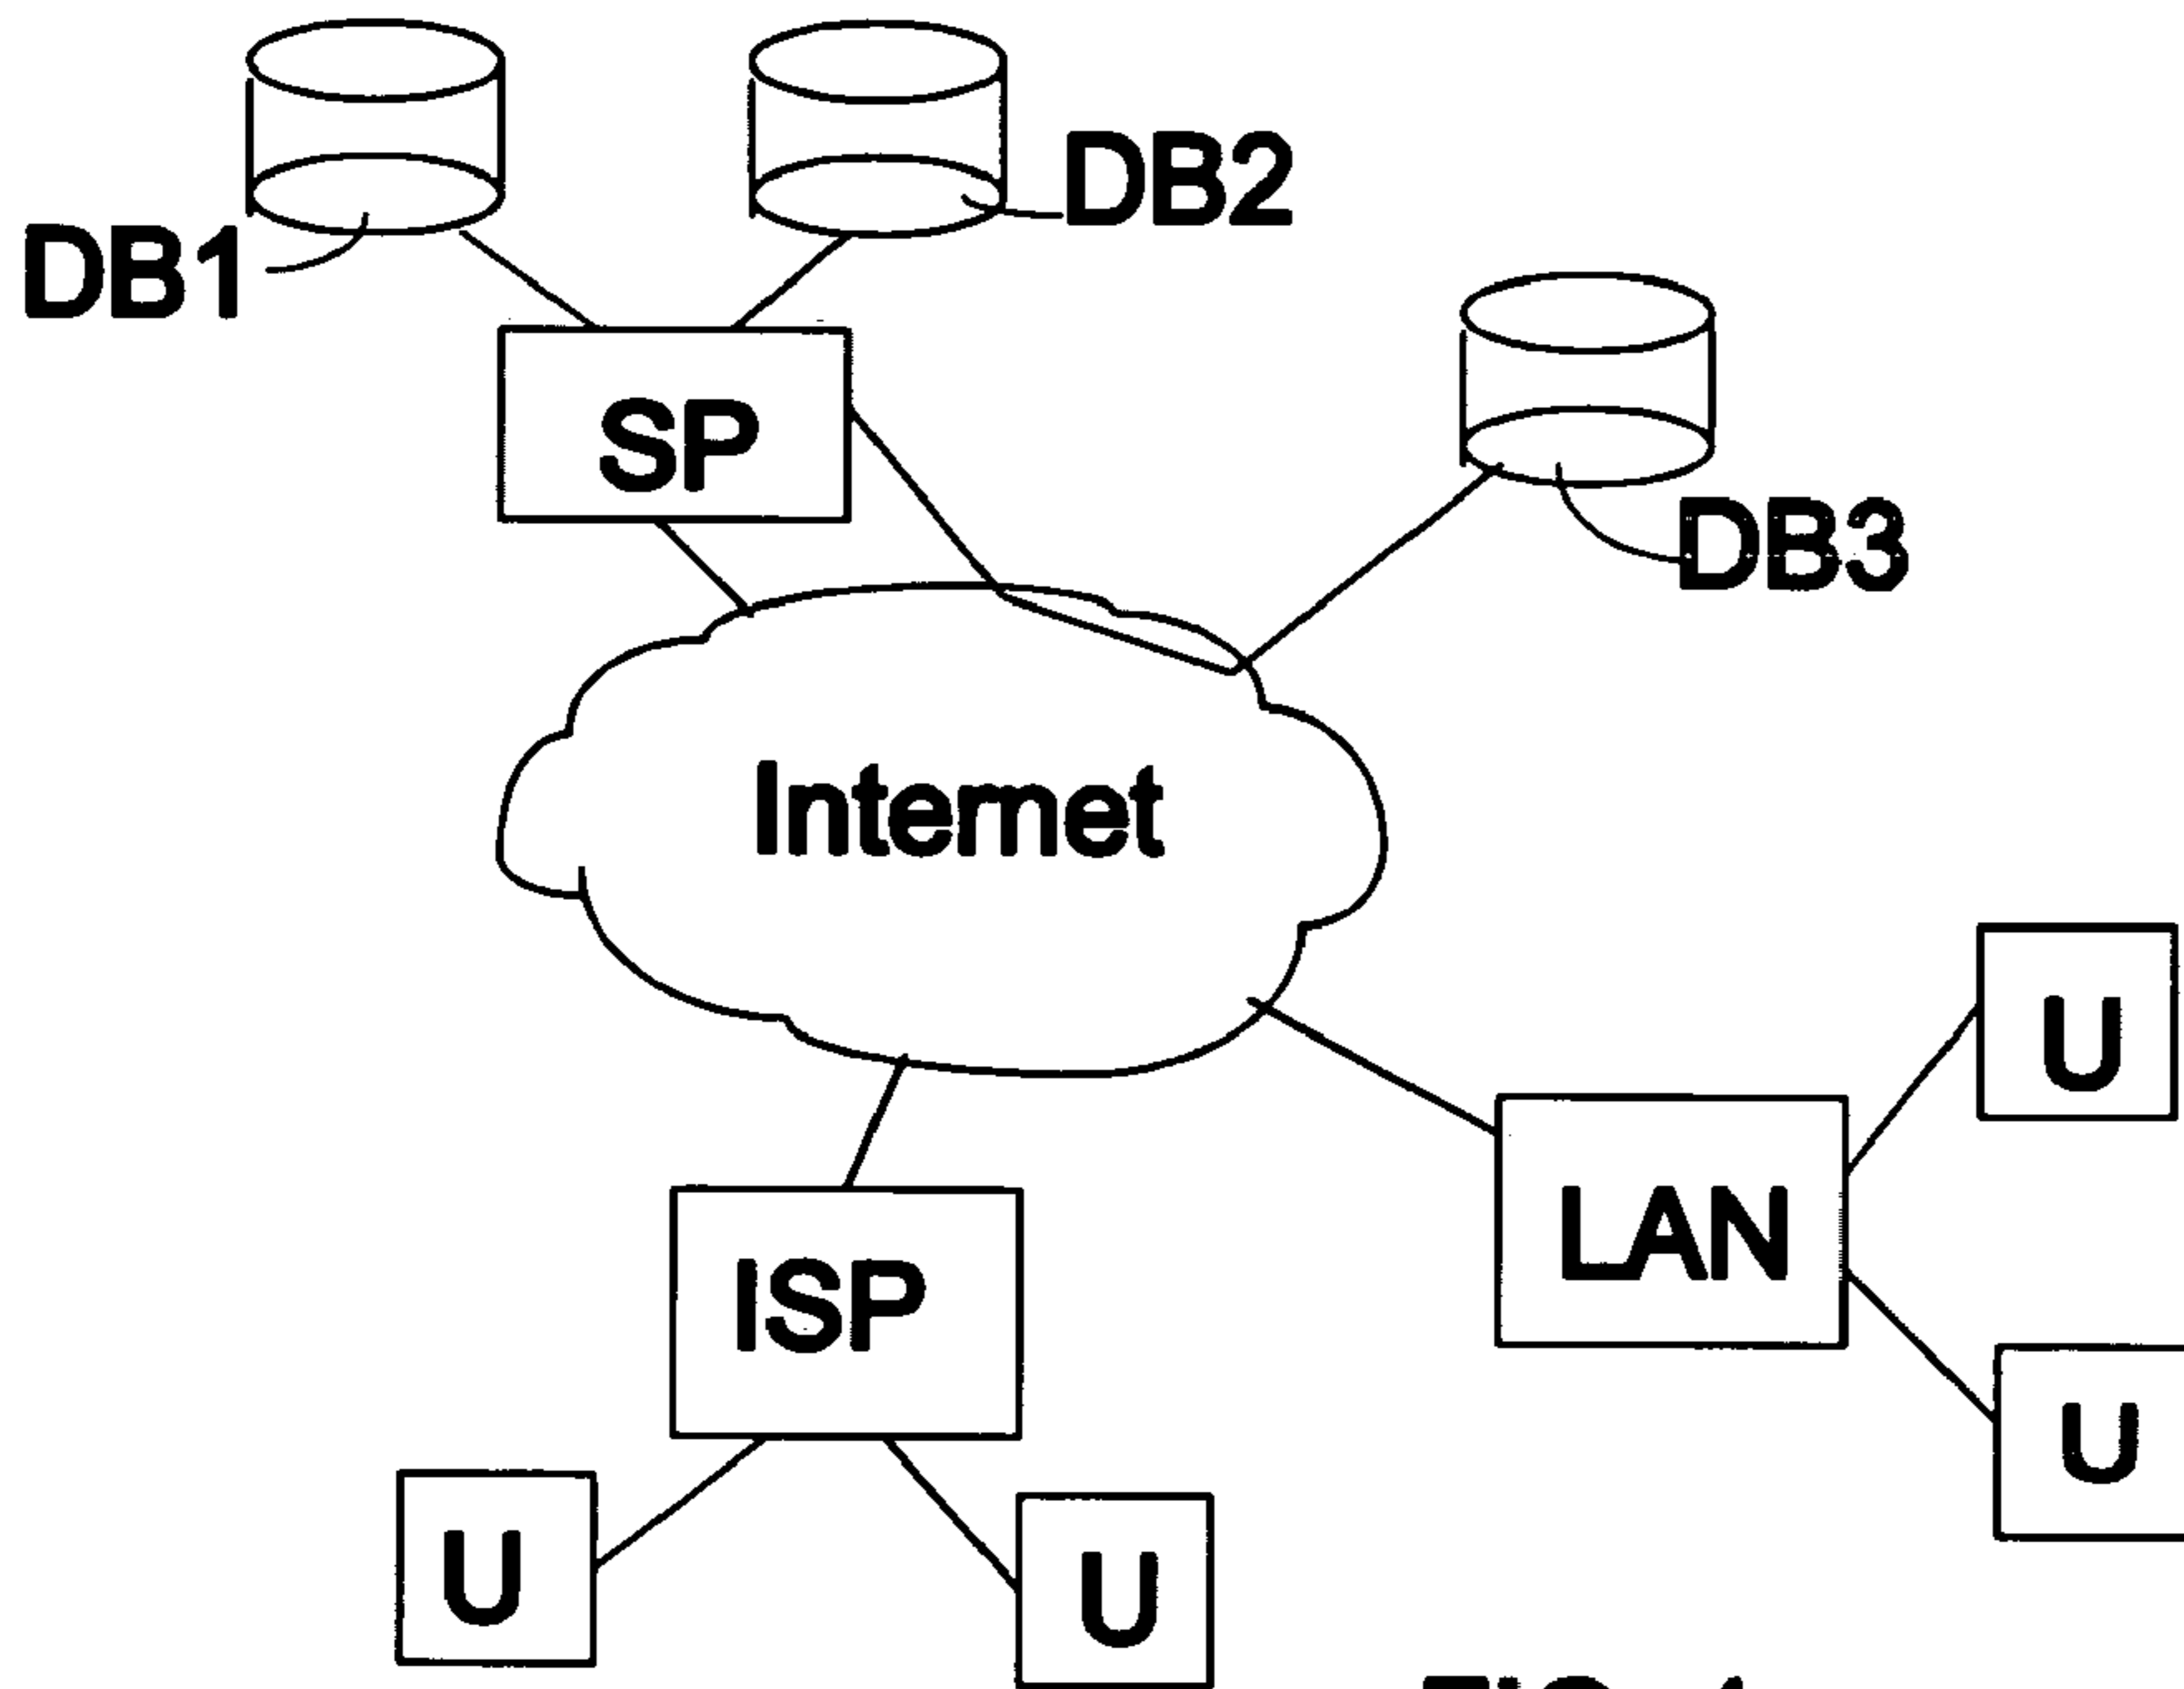 DB1
DB2
SP
DB3
Internet
U
LAN
ISP
U
U
U